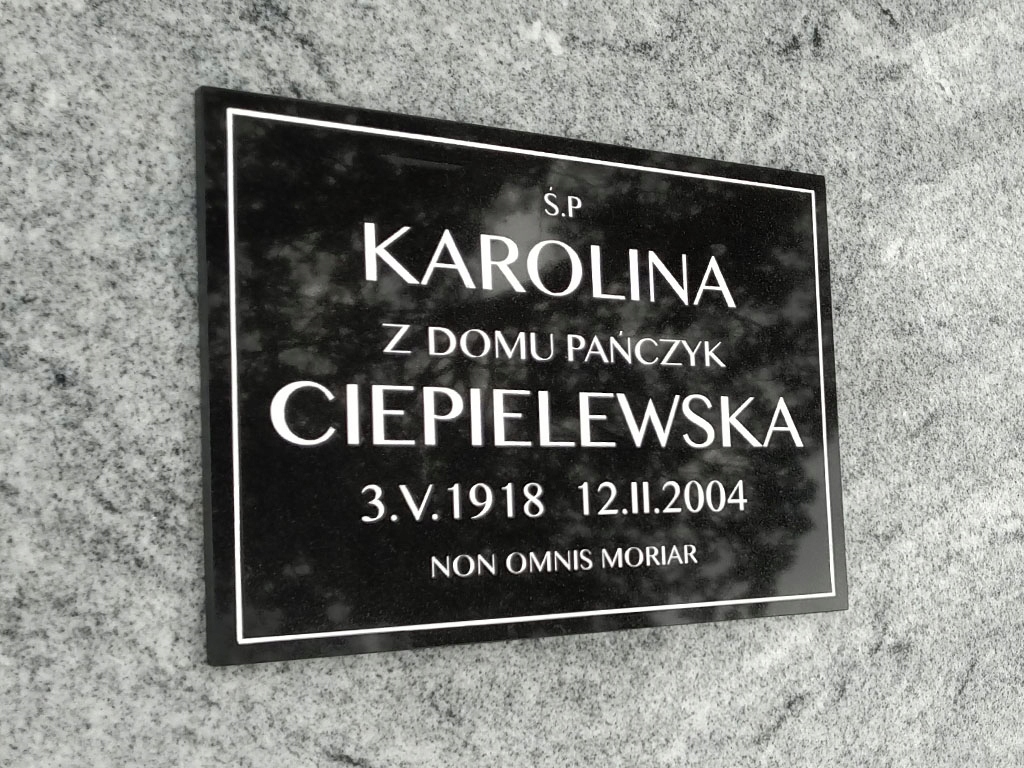 Ś.P
KAROLINA
Z DOMU PAŃCZYK
CIEPIELEWSKA
3.V.1918 12.II.2004
NON OMNIS MORIAR